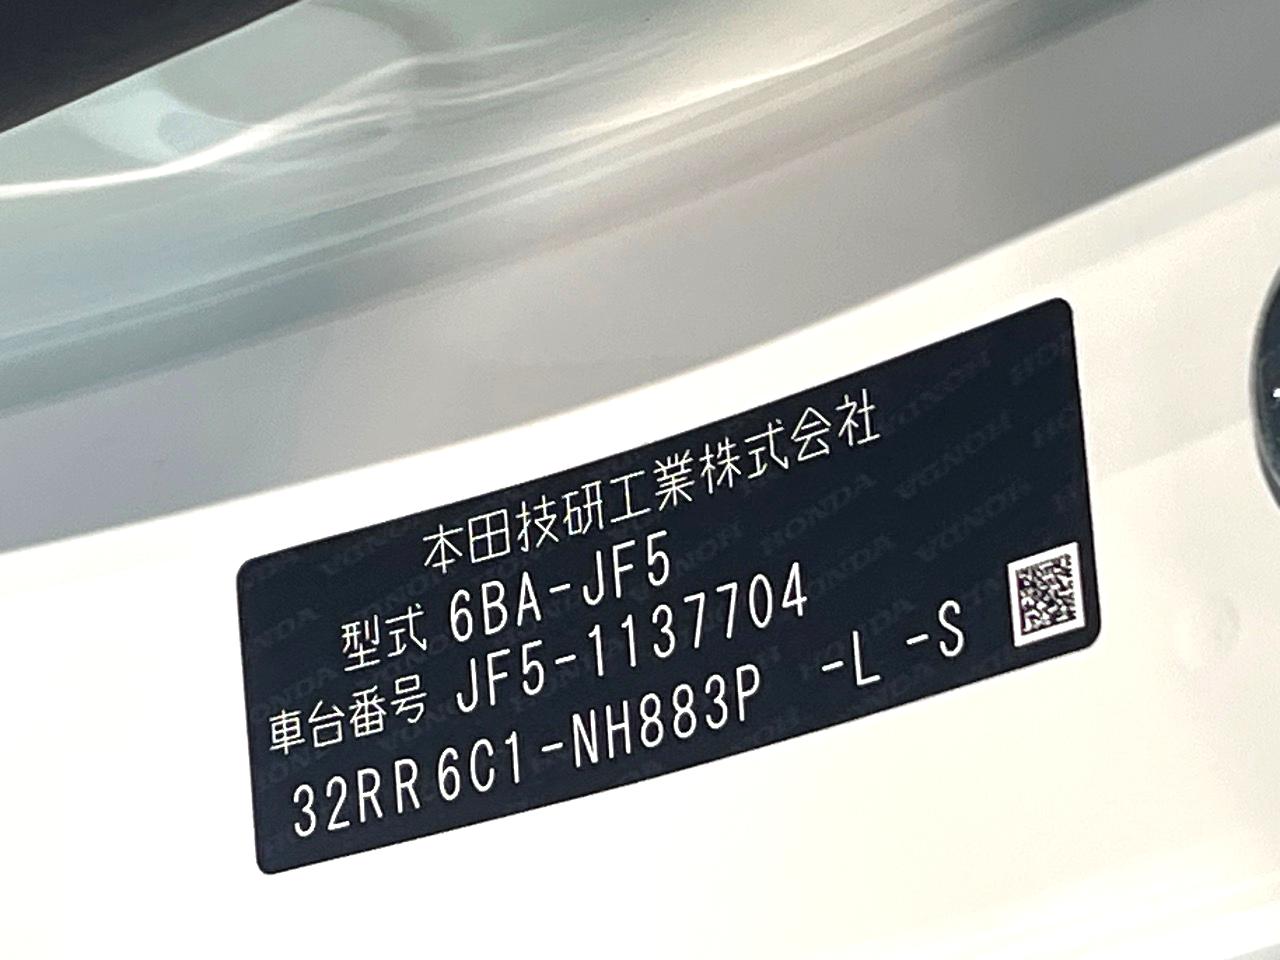 本田技研工業株式会社
型式 6BA-JF5
車台番号 JF5-1137704
32RR6C1-NH883P -L -S